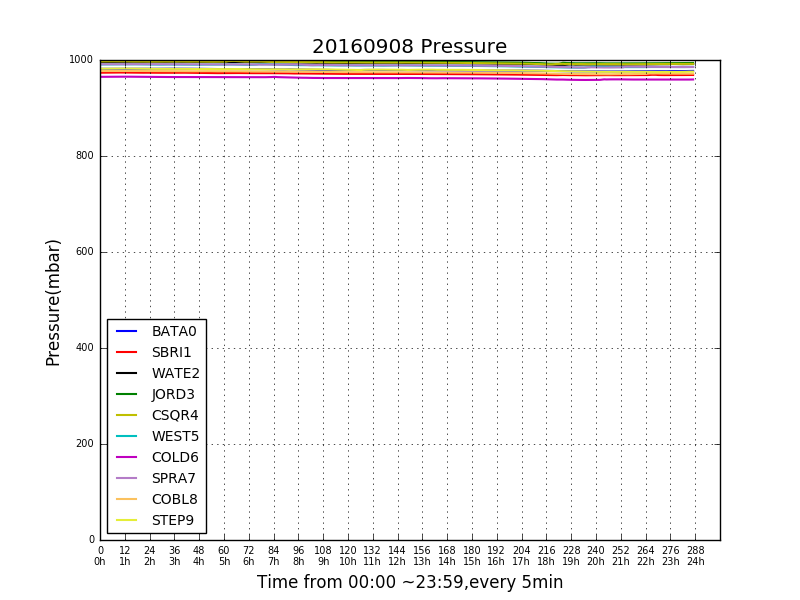 20160908 Pressure
1000
800
600
400
200
0
Pressure(mbar)
BATA0
SBRI1
WATE2
JORD3
CSQR4
WEST5
COLD6
SPRA7
COBL8
STEP9
0 12 24 36 48 60 72 84 96 108 120 132 144 156 168 180 192 204 216 228 240 252 264 276 288
0h 1h 2h 3h 4h 5h 6h 7h 8h 9h 10h 11h 12h 13h 14h 15h 16h 17h 18h 19h 20h 21h 22h 23h 24h
Time from 00:00 ~23:59,every 5min